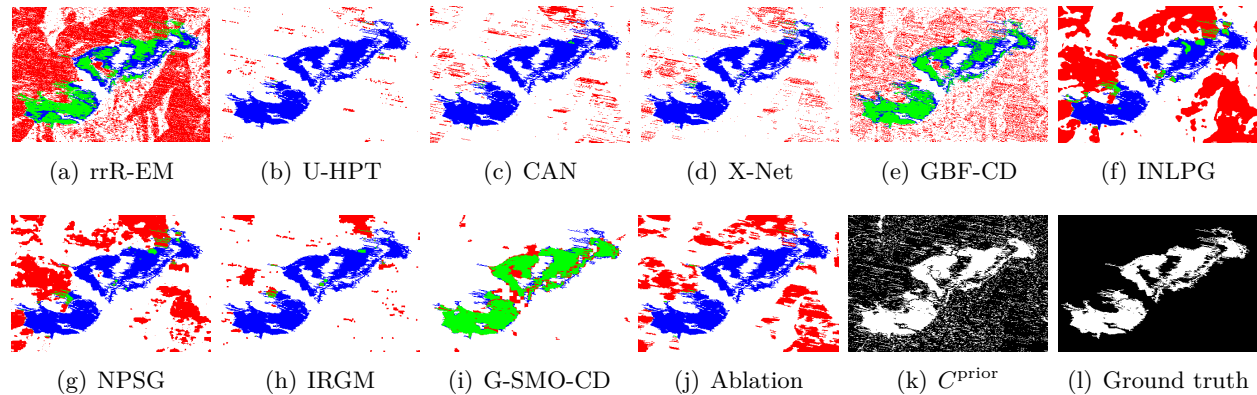 (a) rrR-EM (b) U-HPT (c) CAN (d) X-Net (e) GBF-CD (f) INLPG
(g) NPSG (h) IRGM (i) G-SMO-CD (j) Ablation (k) C^prior (l) Ground truth